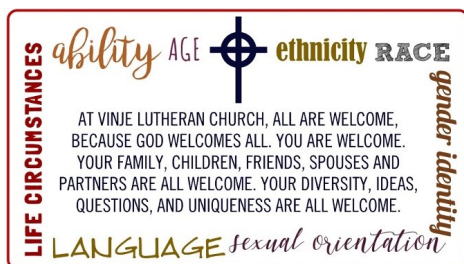 ability AGE ethnicity RACE
LIFE CIRCUMSTANCES
gender identity
AT VINJE LUTHERAN CHURCH, ALL ARE WELCOME,
BECAUSE GOD WELCOMES ALL. YOU ARE WELCOME.
YOUR FAMILY, CHILDREN, FRIENDS, SPOUSES AND
PARTNERS ARE ALL WELCOME. YOUR DIVERSITY, IDEAS,
QUESTIONS, AND UNIQUENESS ARE ALL WELCOME.
LANGUAGE sexual orientation